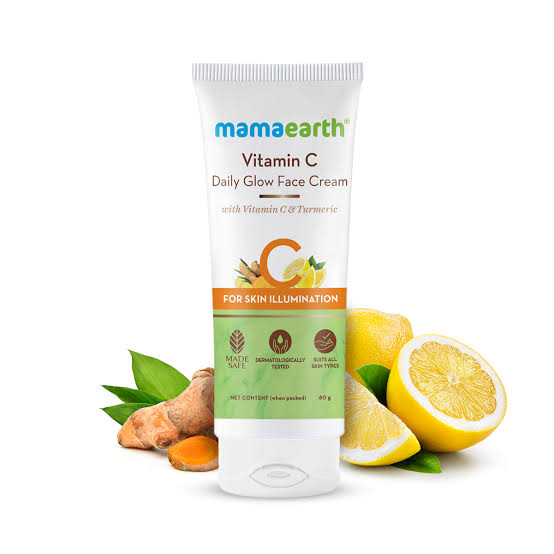 mamaearth®
Vitamin C
Daily Glow Face Cream
with Vitamin C & Turmeric
C
FOR SKIN ILLUMINATION
MADE
SAFE
DERMATOLOGICALLY
TESTED
SUITS ALL
SKIN TYPES
NET CONTENT (when packed) 80 g